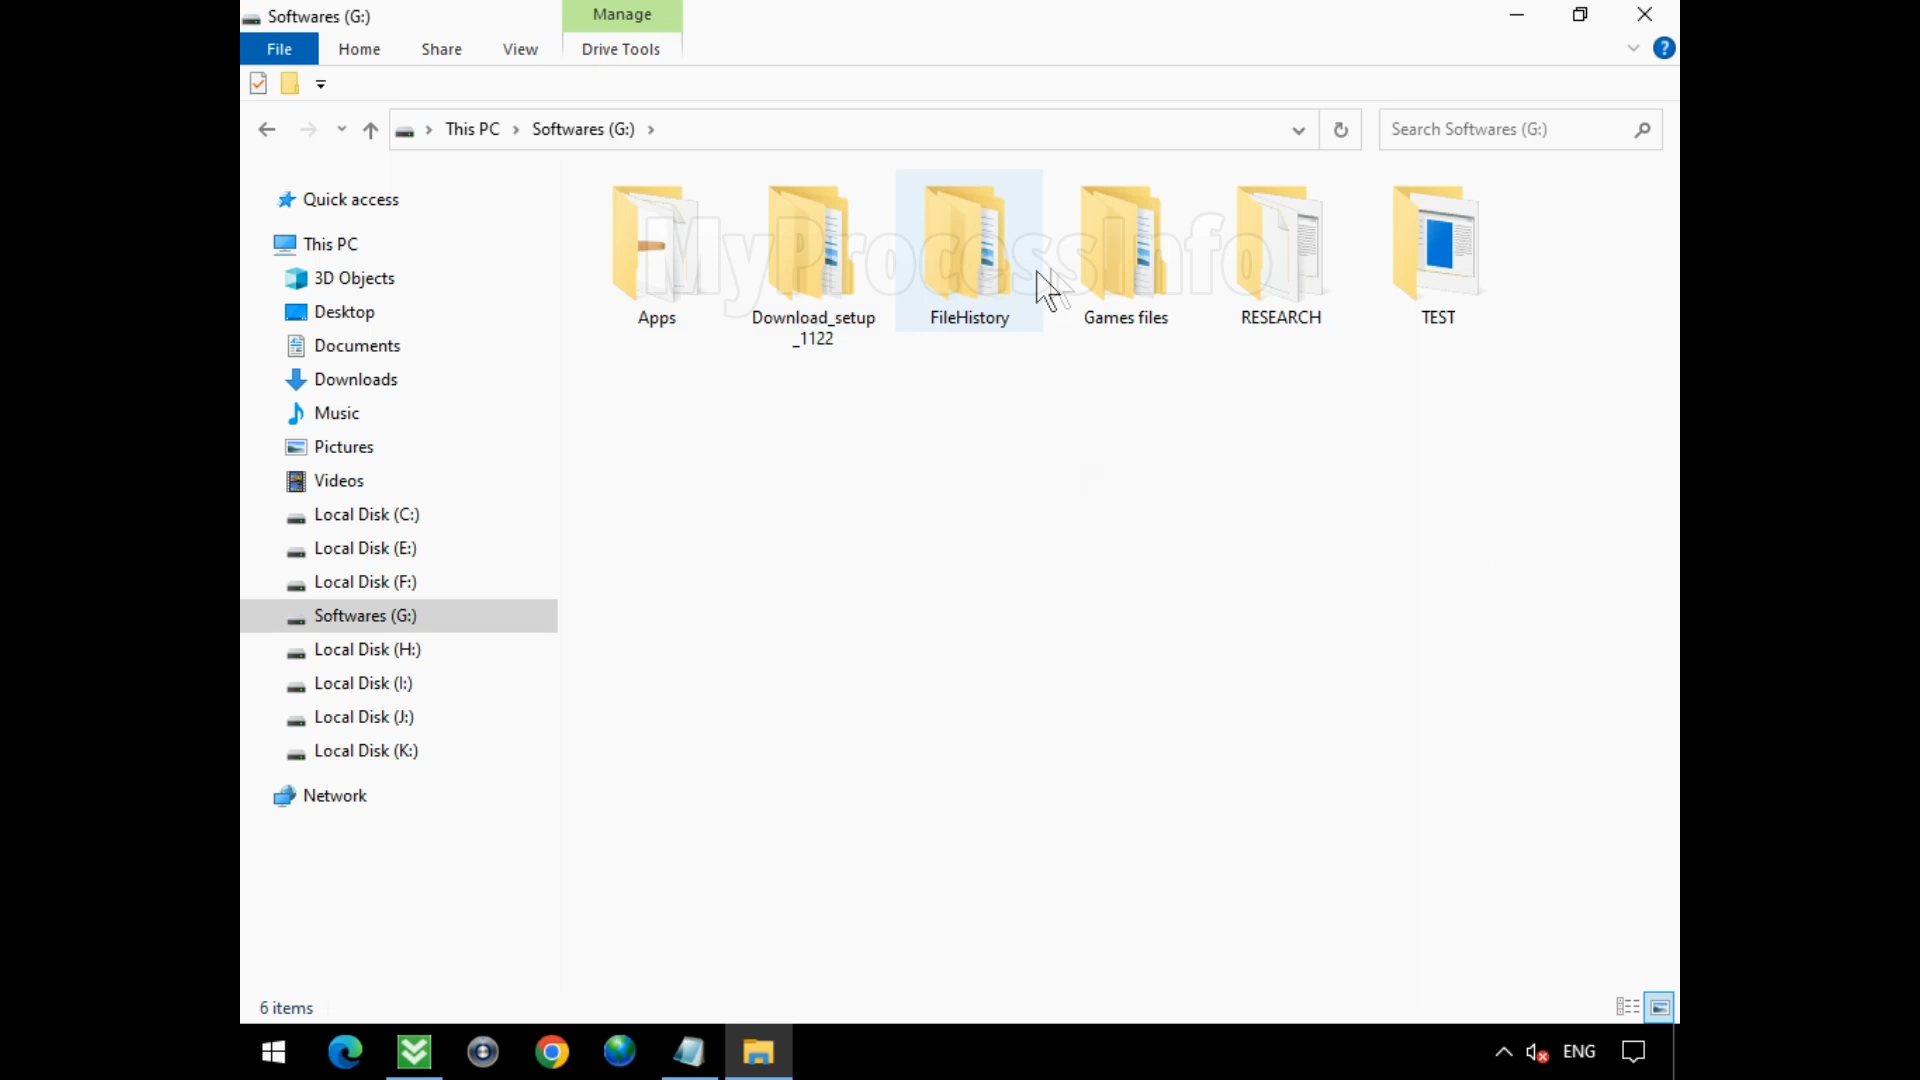 Softwares (G:)
Manage
File
Home
Share
View
Drive Tools
?
This PC
Softwares (G:)
Search Softwares (G:)
Quick access
This PC
3D Objects
Desktop
Documents
Downloads
Music
Pictures
Videos
Local Disk (C:)
Local Disk (E:)
Local Disk (F:)
Softwares (G:)
Local Disk (H:)
Local Disk (I:)
Local Disk (J:)
Local Disk (K:)
Network
MyProcessInfo
Apps
Download_setup
_1122
FileHistory
Games files
RESEARCH
TEST
6 items
ENG